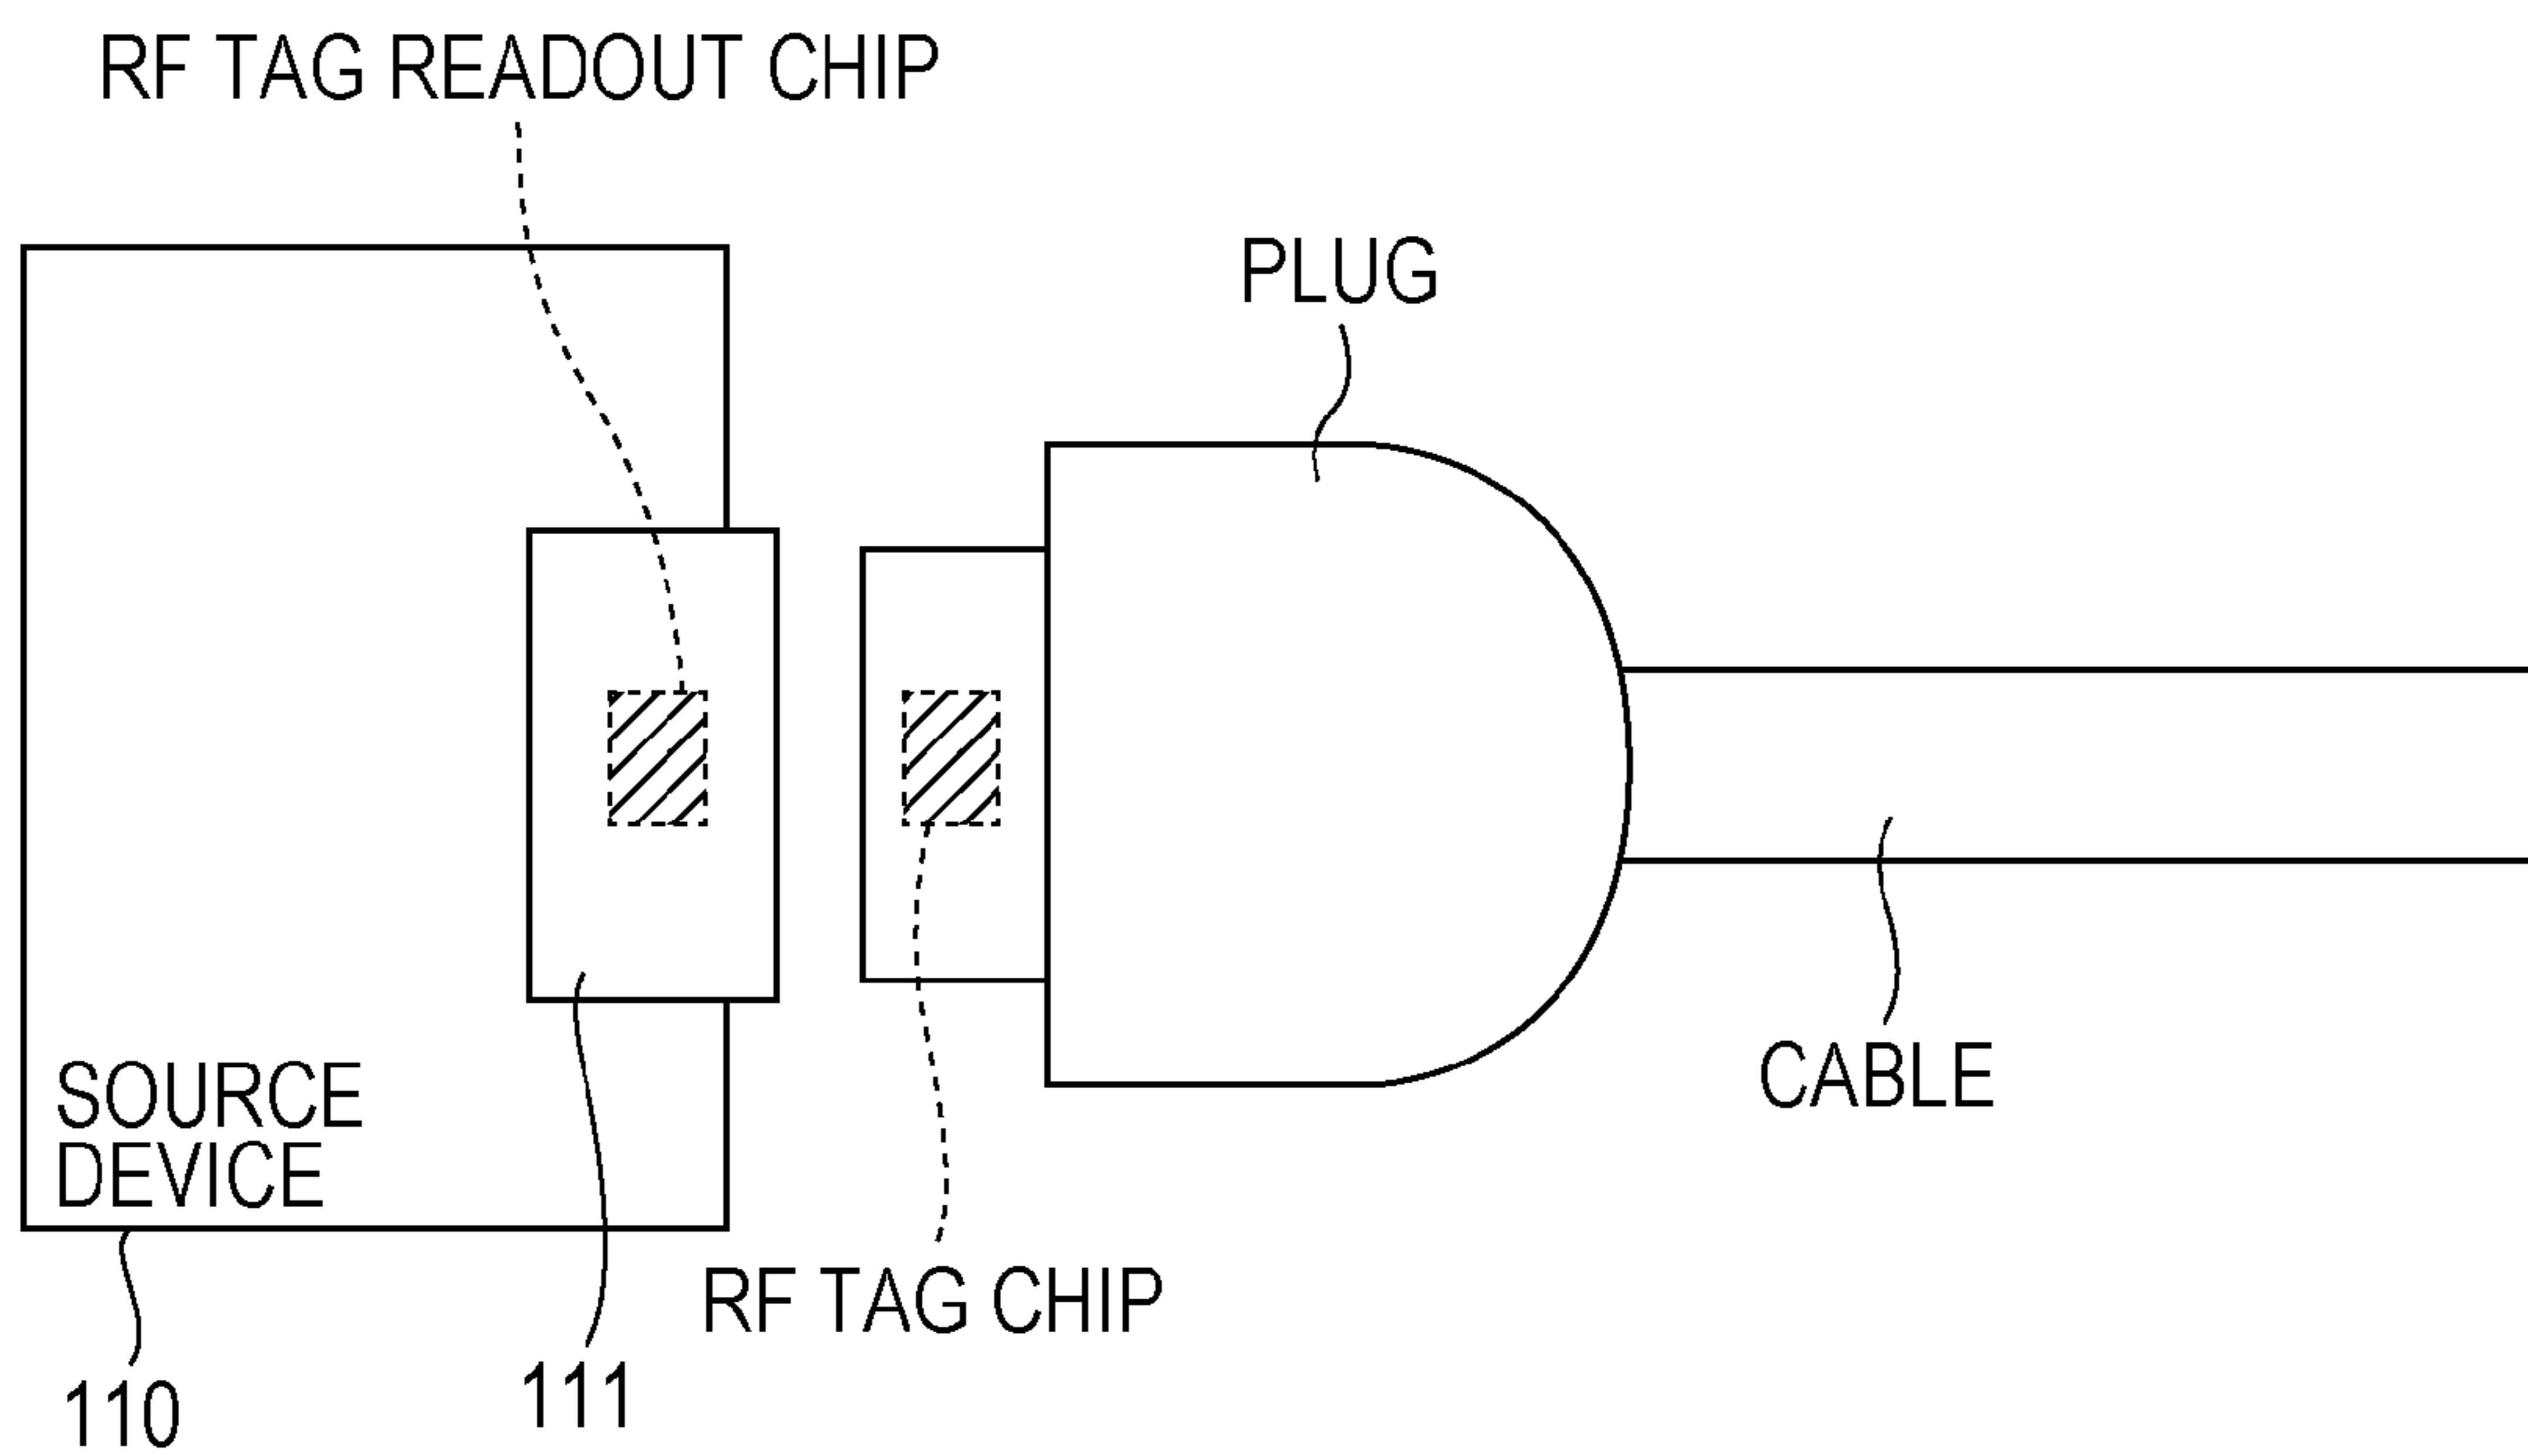 RF TAG READOUT CHIP
PLUG
SOURCE
DEVICE
CABLE
RF TAG CHIP
111
110